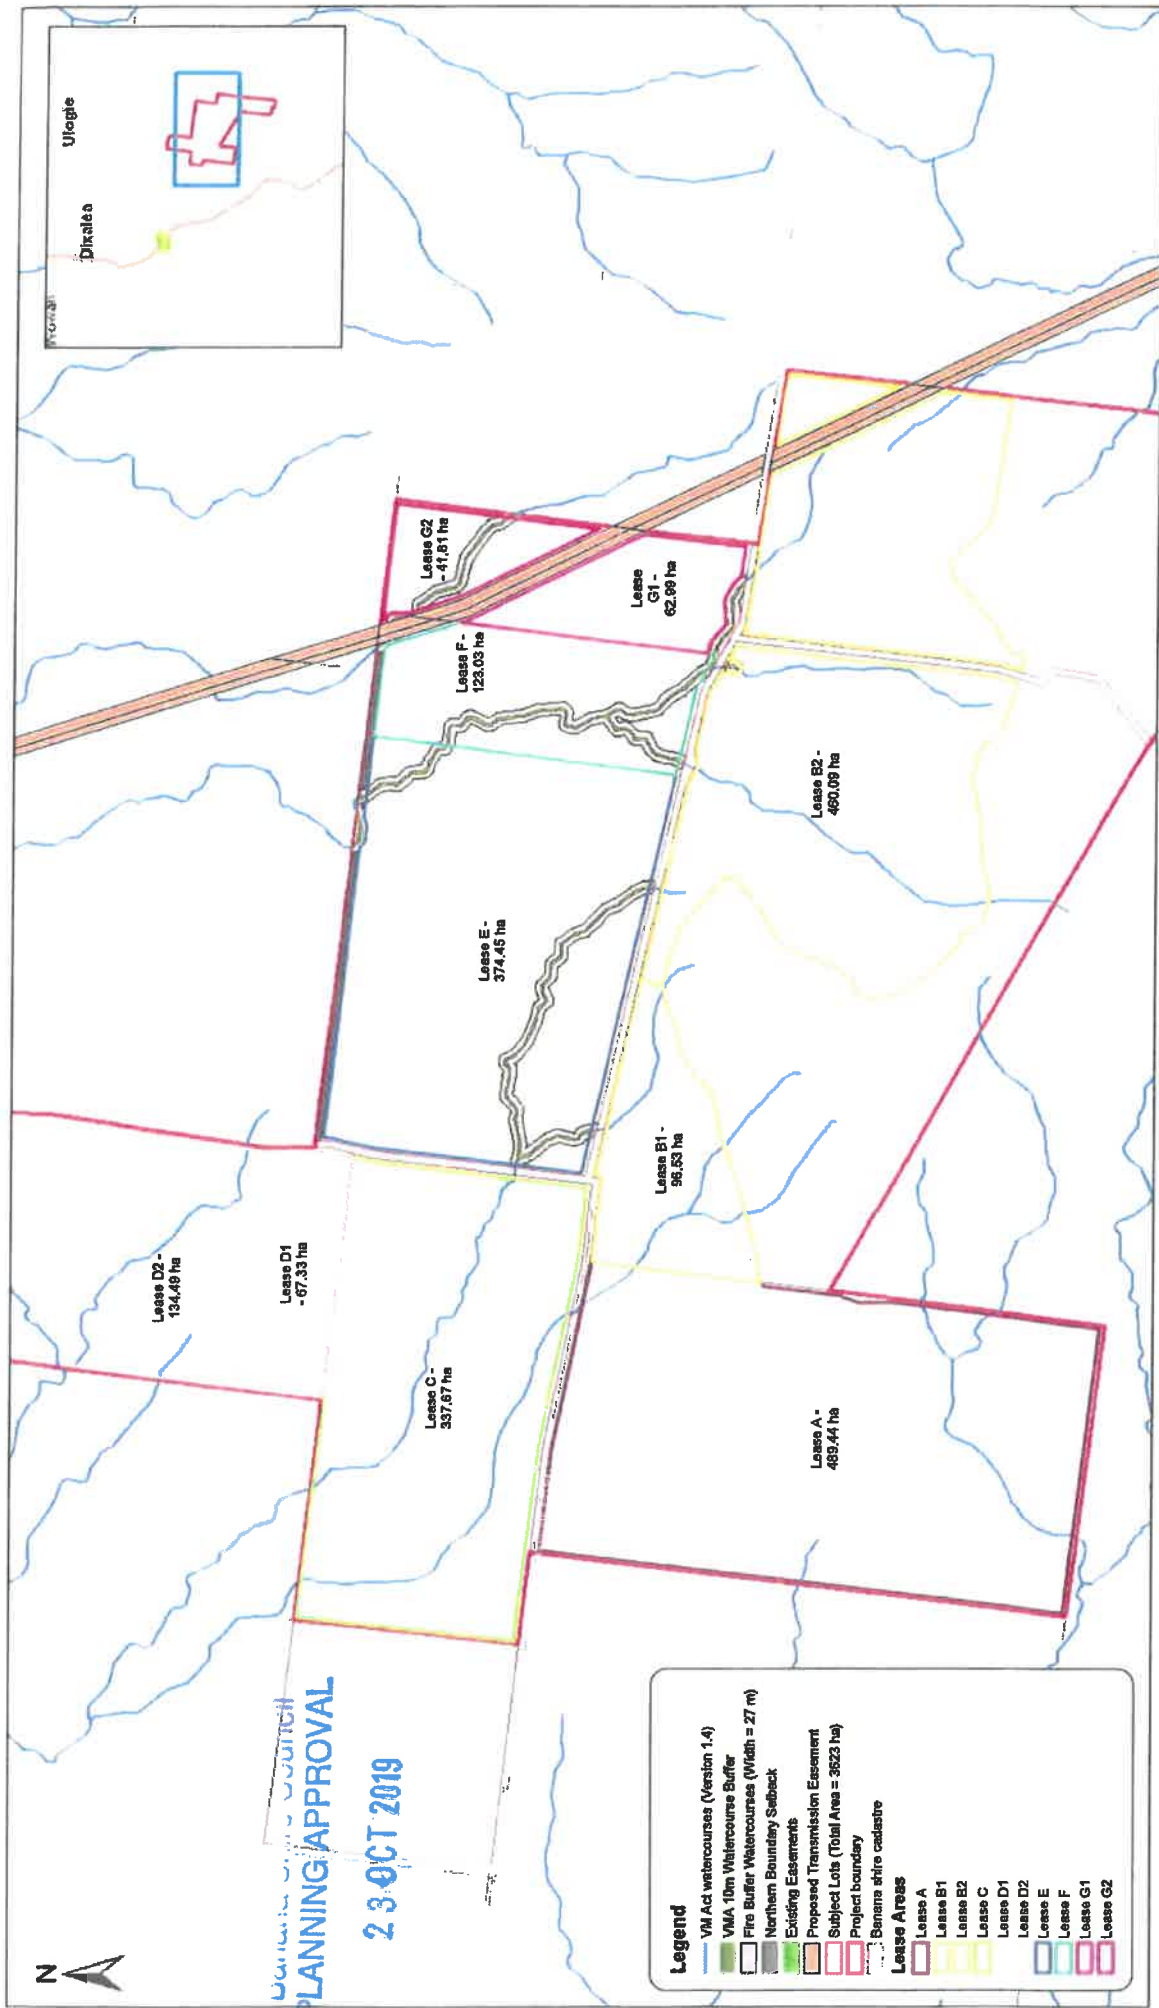 N
Banana Shire Council
PLANNING APPROVAL
23 OCT 2019
Dixalea
Ulogie
Lease D2 -
134.49 ha
Lease D1
- 67.33 ha
Lease C -
337.67 ha
Lease E -
374.45 ha
Lease F -
123.03 ha
Lease G2
- 41.81 ha
Lease
G1 -
62.99 ha
Lease B1 -
96.53 ha
Lease B2 -
460.09 ha
Lease A -
489.44 ha
Legend
VM Act watercourses (Version 1.4)
VMA 10m Watercourse Buffer
Fire Buffer Watercourses (Width = 27 m)
Northern Boundary Setback
Existing Easements
Proposed Transmission Easement
Subject Lots (Total Area = 3623 ha)
Project boundary
Banana shire cadastre
Lease Areas
Lease A
Lease B1
Lease B2
Lease C
Lease D1
Lease D2
Lease E
Lease F
Lease G1
Lease G2